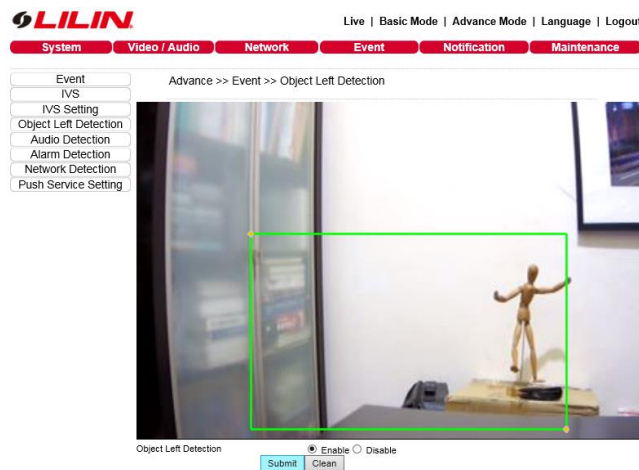 LILIN
Live | Basic Mode | Advance Mode | Language | Logout
System Video / Audio Network Event Notification Maintenance
Advance >> Event >> Object Left Detection
Event
IVS
IVS Setting
Object Left Detection
Audio Detection
Alarm Detection
Network Detection
Push Service Setting
Object Left Detection Enable Disable
Submit Clean